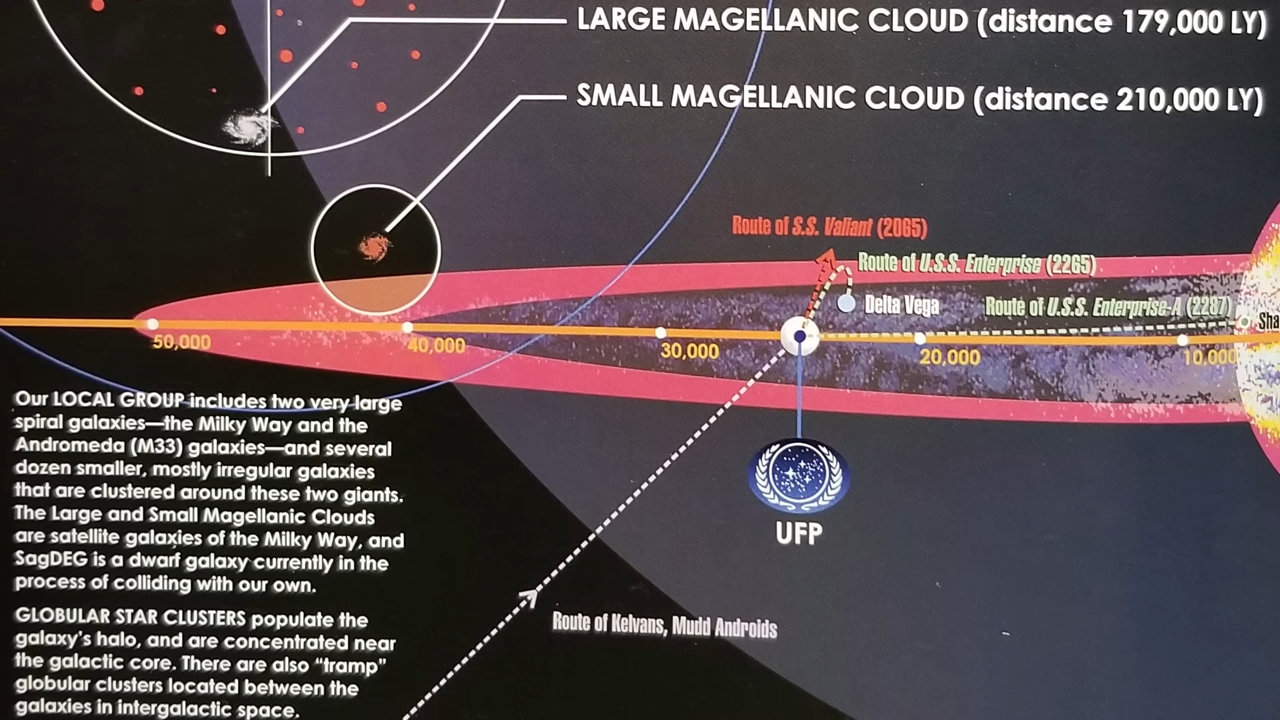 LARGE MAGELLANIC CLOUD (distance 179,000 LY)
SMALL MAGELLANIC CLOUD (distance 210,000 LY)
Route of S.S. Valiant (2065)
Route of U.S.S. Enterprise (2265)
Delta Vega
Route of U.S.S. Enterprise-A (2287)
Sha
50,000
40,000
30,000
20,000
10,000
UFP
Route of Kelvans, Mudd Androids
Our LOCAL GROUP includes two very large
spiral galaxies—the Milky Way and the
Andromeda (M33) galaxies—and several
dozen smaller, mostly irregular galaxies
that are clustered around these two giants.
The Large and Small Magellanic Clouds
are satellite galaxies of the Milky Way, and
SagDEG is a dwarf galaxy currently in the
process of colliding with our own.
GLOBULAR STAR CLUSTERS populate the
galaxy's halo, and are concentrated near
the galactic core. There are also “tramp”
globular clusters located between the
galaxies in intergalactic space.